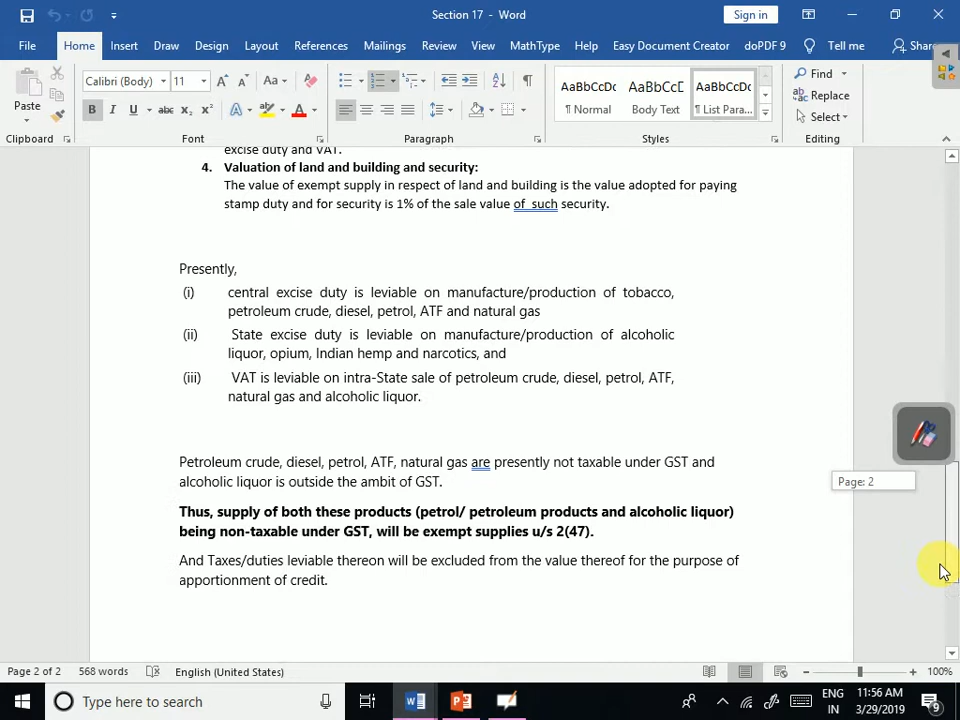 Section 17 - Word
Sign in
File Home Insert Draw Design Layout References Mailings Review View MathType Help Easy Document Creator doPDF 9 Tell me Share
Calibri (Body) 11
Find
Replace
Select
Paste
AaBbCcDc AaBbCcD AaBbCcDc
¶ Normal Body Text ¶ List Para...
Clipboard Font Paragraph Styles Editing
excise duty and VAT.
4. Valuation of land and building and security:
The value of exempt supply in respect of land and building is the value adopted for paying
stamp duty and for security is 1% of the sale value of such security.
Presently,
(i) central excise duty is leviable on manufacture/production of tobacco,
petroleum crude, diesel, petrol, ATF and natural gas
(ii) State excise duty is leviable on manufacture/production of alcoholic
liquor, opium, Indian hemp and narcotics, and
(iii) VAT is leviable on intra-State sale of petroleum crude, diesel, petrol, ATF,
natural gas and alcoholic liquor.
Petroleum crude, diesel, petrol, ATF, natural gas are presently not taxable under GST and
alcoholic liquor is outside the ambit of GST.
Page: 2
Thus, supply of both these products (petrol/ petroleum products and alcoholic liquor)
being non-taxable under GST, will be exempt supplies u/s 2(47).
And Taxes/duties leviable thereon will be excluded from the value thereof for the purpose of
apportionment of credit.
Page 2 of 2 568 words English (United States) 100%
Type here to search
ENG
IN
11:56 AM
3/29/2019
9